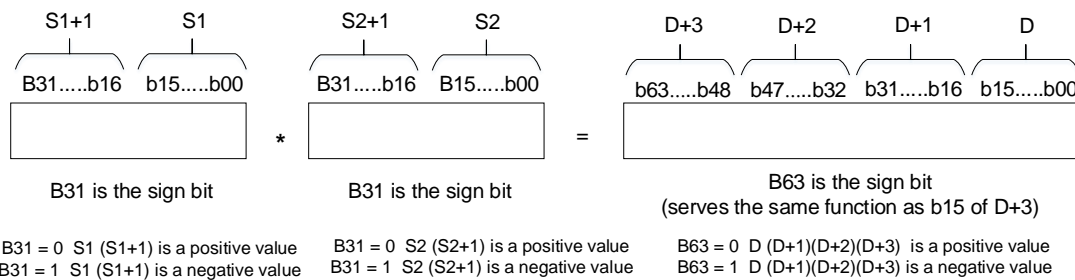 S1+1 S1 S2+1 S2 D+3 D+2 D+1 D
B31.....b16 b15.....b00 B31.....b16 B15.....b00 b63.....b48 b47.....b32 b31.....b16 b15.....b00
* =
B31 is the sign bit B31 is the sign bit B63 is the sign bit
(serves the same function as b15 of D+3)
B31 = 0 S1 (S1+1) is a positive value B31 = 0 S2 (S2+1) is a positive value B63 = 0 D (D+1)(D+2)(D+3) is a positive value
B31 = 1 S1 (S1+1) is a negative value B31 = 1 S2 (S2+1) is a negative value B63 = 1 D (D+1)(D+2)(D+3) is a negative value